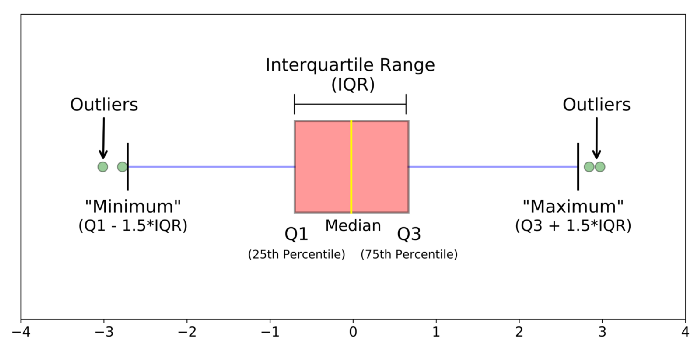 Interquartile Range
(IQR)
Outliers
Outliers
"Minimum"
(Q1 - 1.5*IQR)
"Maximum"
(Q3 + 1.5*IQR)
Median
Q1
Q3
(25th Percentile)
(75th Percentile)
−4 −3 −2 −1 0 1 2 3 4